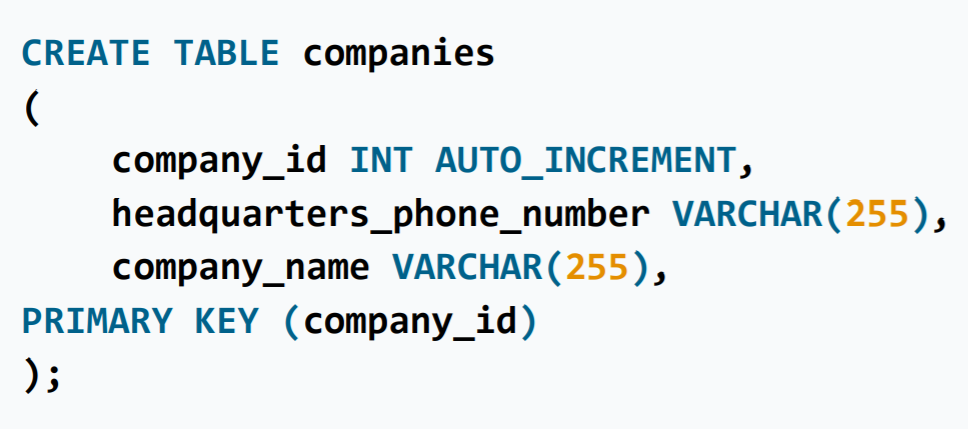 CREATE TABLE companies
(
    company_id INT AUTO_INCREMENT,
    headquarters_phone_number VARCHAR(255),
    company_name VARCHAR(255),
PRIMARY KEY (company_id)
);